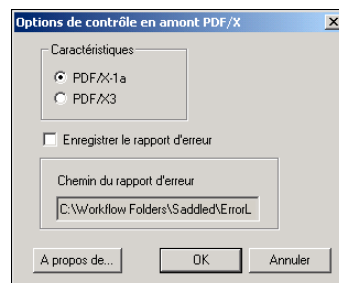 Options de contrôle en amont PDF/X
Caractéristiques
PDF/X-1a
PDF/X3
Enregistrer le rapport d'erreur
Chemin du rapport d'erreur
C:\Workflow Folders\Saddled\ErrorL
A propos de... OK Annuler